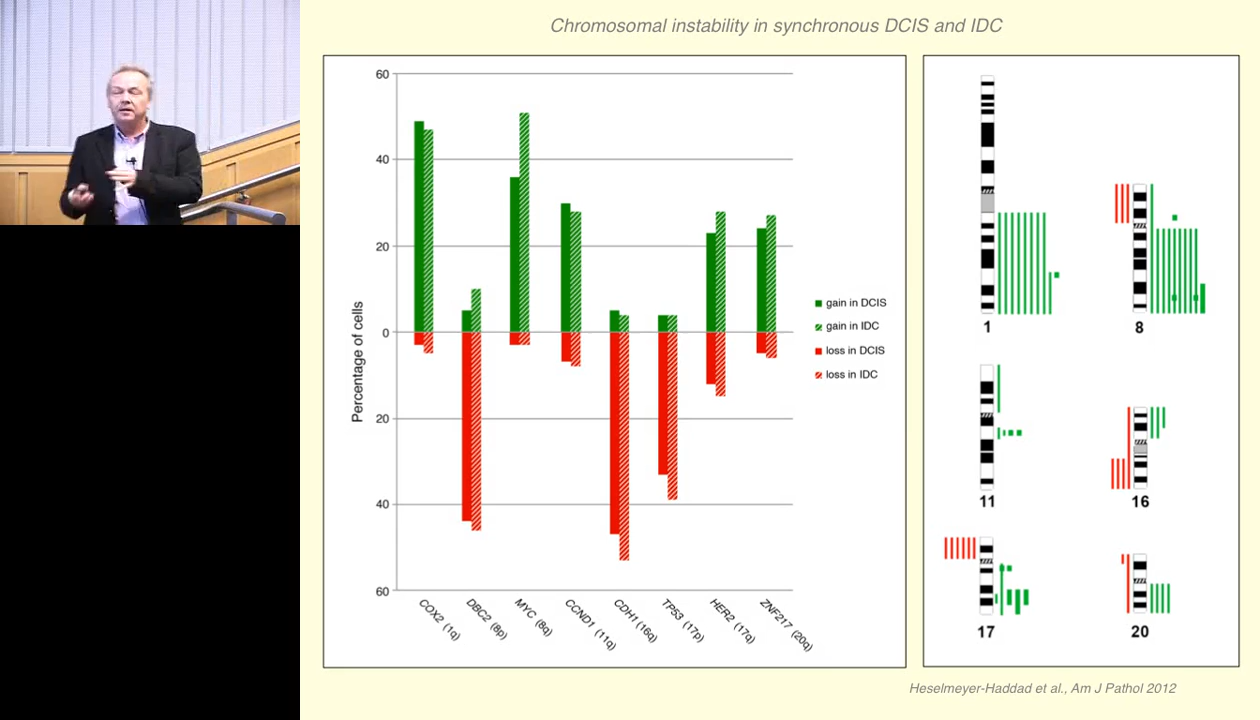 Chromosomal instability in synchronous DCIS and IDC
60
40
20
0
20
40
60
Percentage of cells
COX2 (1q)
DBC2 (8p)
MYC (8q)
CCND1 (11q)
CDH1 (16q)
TP53 (17p)
HER2 (17q)
ZNF217 (20q)
gain in DCIS
gain in IDC
loss in DCIS
loss in IDC
1
8
11
16
17
20
Heselmeyer-Haddad et al., Am J Pathol 2012